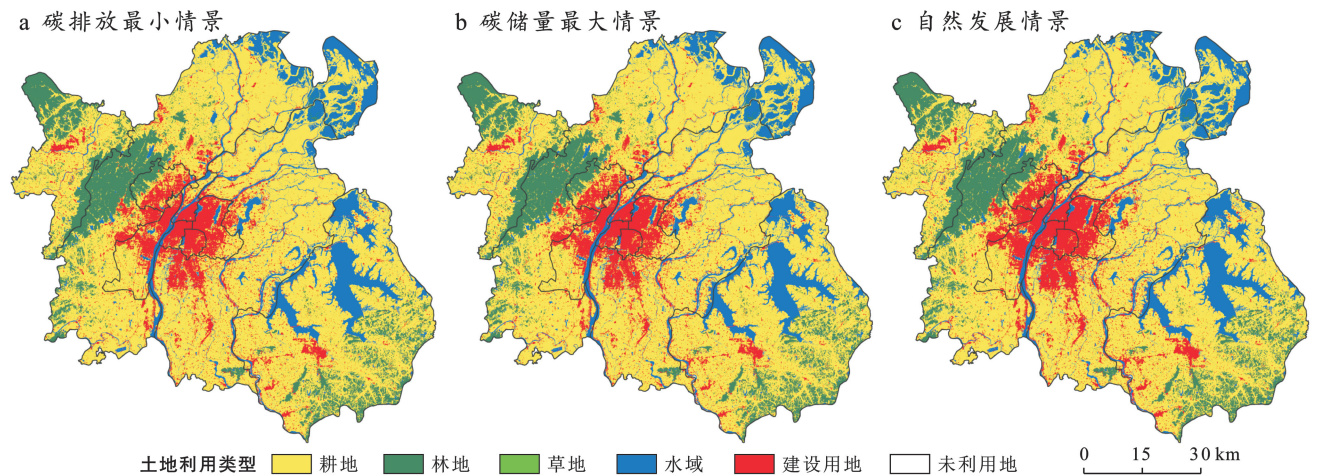 a 碳排放最小情景
b 碳储量最大情景
c 自然发展情景
0 15 30 km
土地利用类型 耕地 林地 草地 水域 建设用地 未利用地